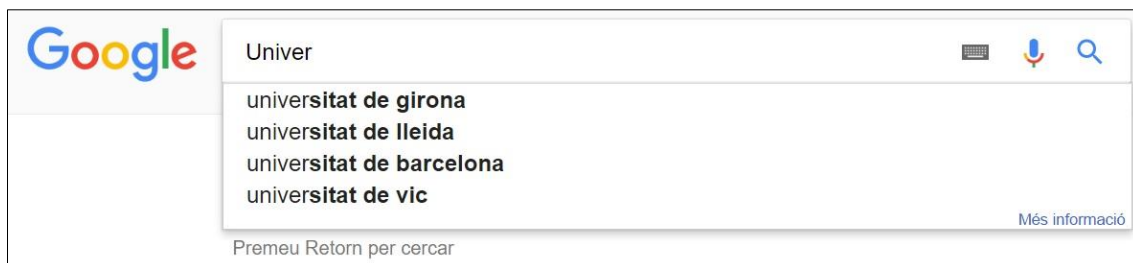 Google
Univer
universitat de girona
universitat de lleida
universitat de barcelona
universitat de vic
Més informació
Premeu Retorn per cercar